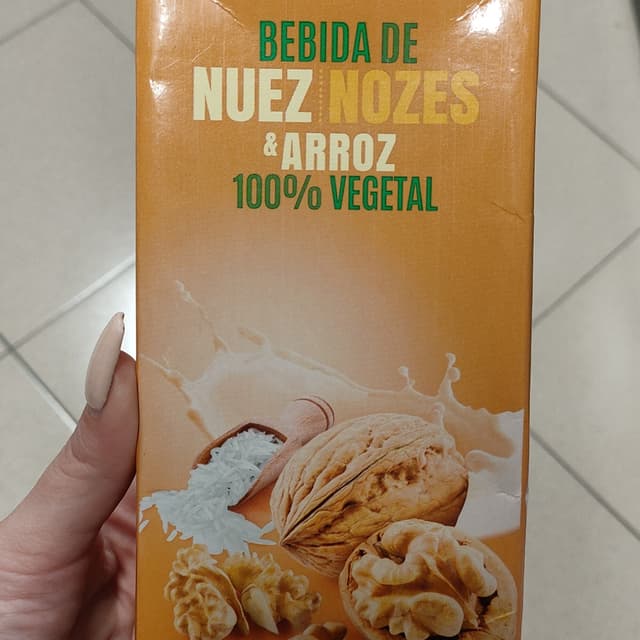 BEBIDA DE
NUEZ NOZES
& ARROZ
100% VEGETAL